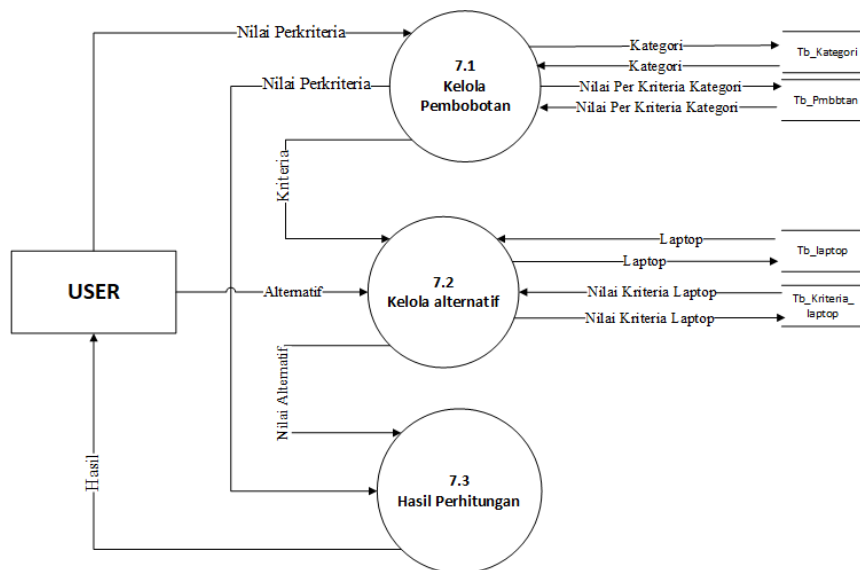 Nilai Perkriteria
7.1
Kelola
Pembobotan
Kategori
Kategori
Nilai Per Kriteria Kategori
Nilai Per Kriteria Kategori
Tb_Kategori
Tb_Pmbbtan
Nilai Perkriteria
Kriteria
USER
Alternatif
7.2
Kelola alternatif
Laptop
Laptop
Nilai Kriteria Laptop
Nilai Kriteria Laptop
Tb_laptop
Tb_Kriteria_
laptop
Nilai Alternatif
7.3
Hasil Perhitungan
Hasil